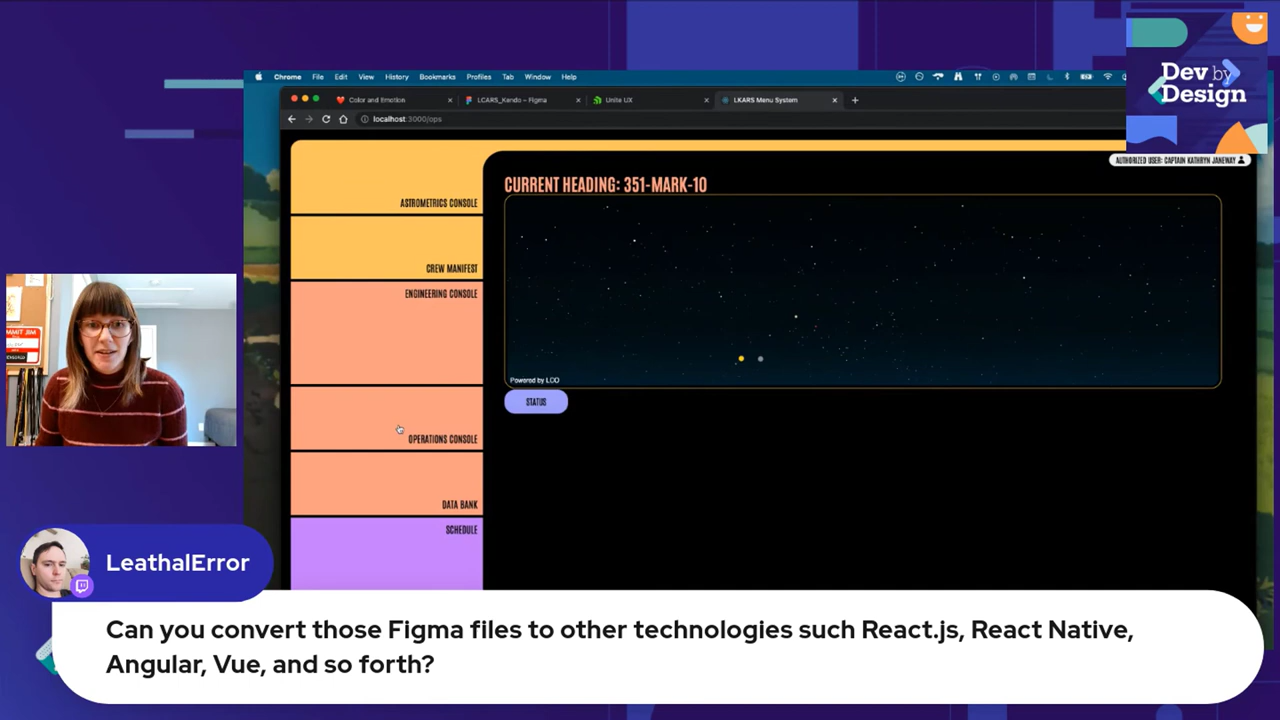 Chrome File Edit View History Bookmarks Profiles Tab Window Help
Color and Emotion
LCARS_Kendo – Figma
Unite UX
LKARS Menu System
localhost:3000/ops
Dev by
Design
AUTHORIZED USER: CAPTAIN KATHRYN JANEWAY
CURRENT HEADING: 351-MARK-10
ASTROMETRICS CONSOLE
CREW MANIFEST
ENGINEERING CONSOLE
OPERATIONS CONSOLE
DATA BANK
SCHEDULE
Powered by LCD
STATUS
LeathalError
Can you convert those Figma files to other technologies such React.js, React Native,
Angular, Vue, and so forth?